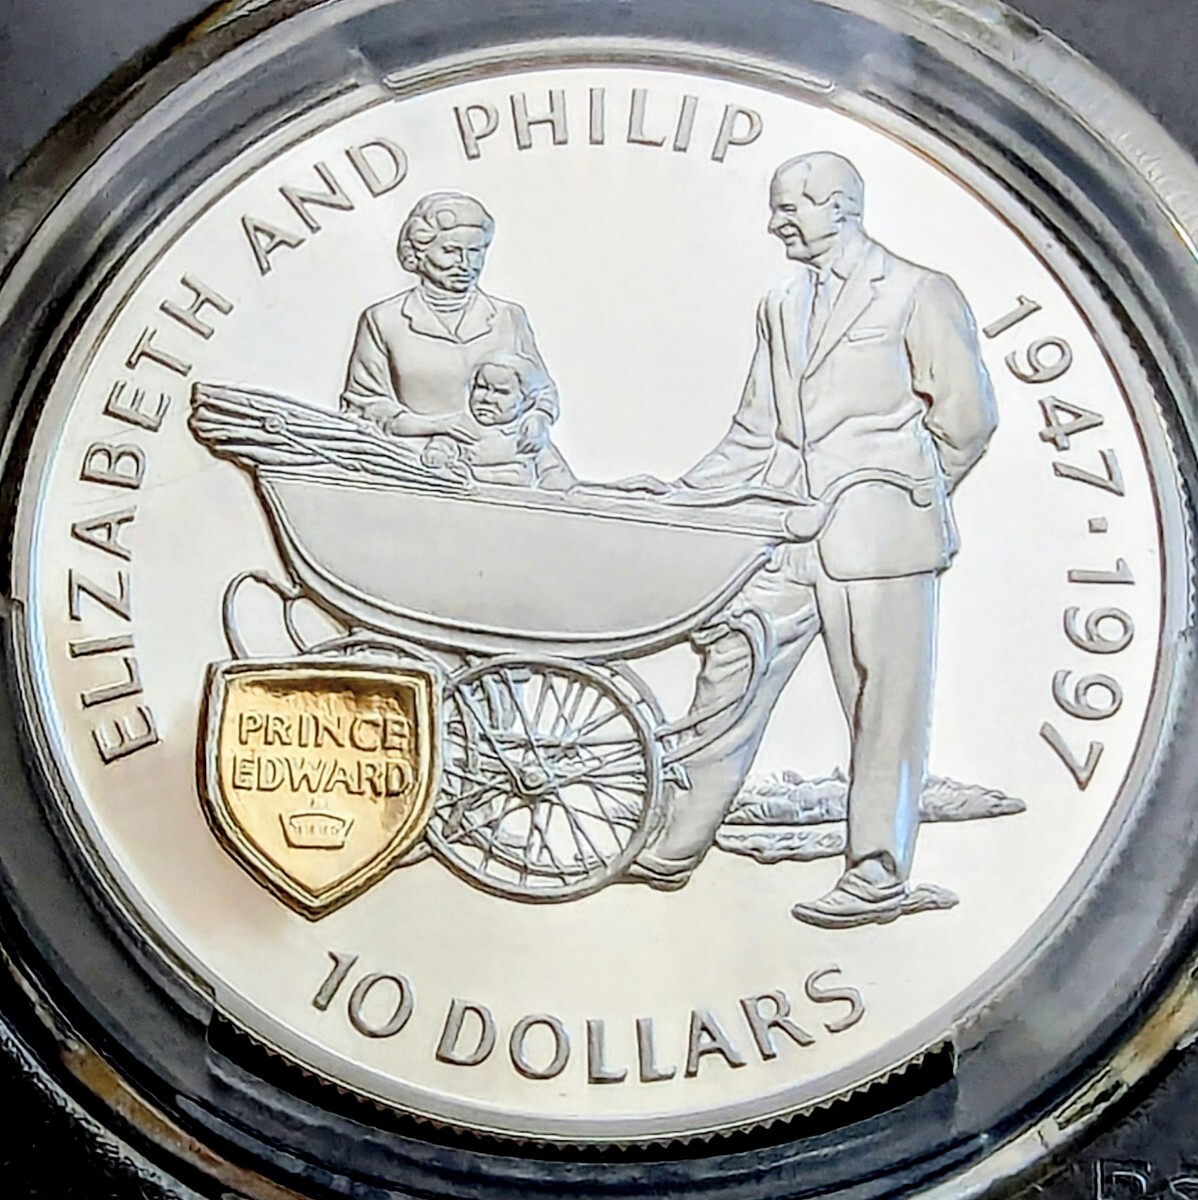 ELIZABETH AND PHILIP
1947·1997
PRINCE
EDWARD
10 DOLLARS